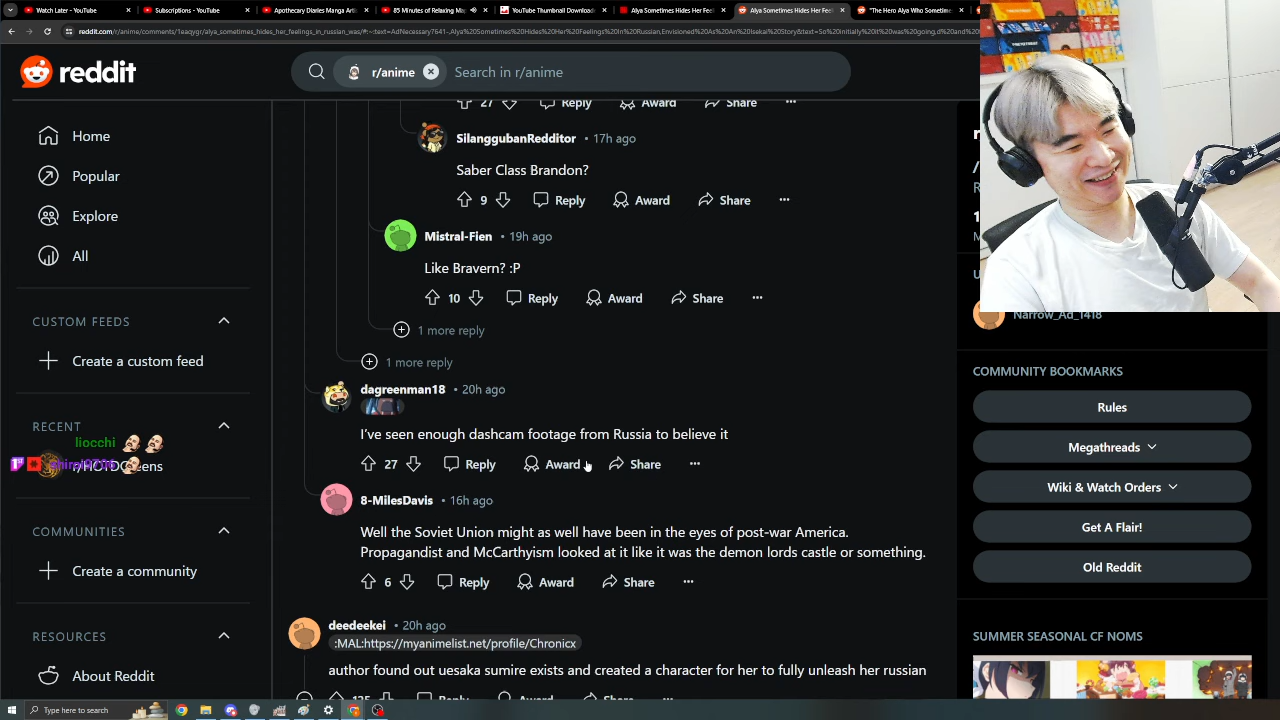 Watch Later - YouTube
Subscriptions - YouTube
Apothecary Diaries Manga Arti
85 Minutes of Relaxing M
YouTube Thumbnail Download
Alya Sometimes Hides Her Feel
Alya Sometimes Hides Her Feel
"The Hero Alya Who Sometim
reddit
r/anime
Search in r/anime
Home
Popular
Explore
All
CUSTOM FEEDS
Create a custom feed
RECENT
liocchi
COMMUNITIES
Create a community
RESOURCES
About Reddit
27 Reply Award Share
SilanggubanRedditor • 17h ago
Saber Class Brandon?
9 Reply Award Share
Mistral-Fien • 19h ago
Like Bravern? :P
10 Reply Award Share
1 more reply
1 more reply
dagreenman18 • 20h ago
I've seen enough dashcam footage from Russia to believe it
27 Reply Award Share
8-MilesDavis • 16h ago
Well the Soviet Union might as well have been in the eyes of post-war America.
Propagandist and McCarthyism looked at it like it was the demon lords castle or something.
6 Reply Award Share
deedeekei • 20h ago
:MAL:https://myanimelist.net/profile/Chronicx
author found out uesaka sumire exists and created a character for her to fully unleash her russian
Narrow_Ad_1418
COMMUNITY BOOKMARKS
Rules
Megathreads
Wiki & Watch Orders
Get A Flair!
Old Reddit
SUMMER SEASONAL CF NOMS
Type here to search